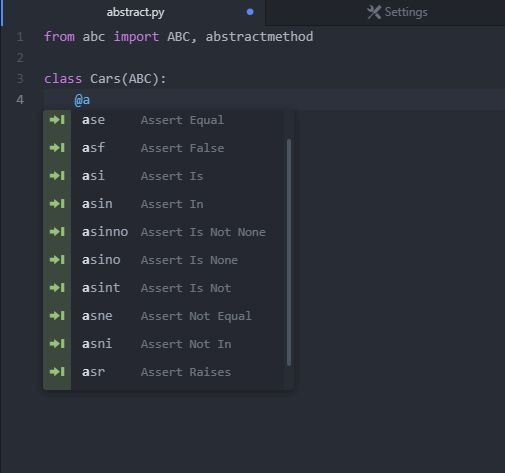 abstract.py Settings
1 from abc import ABC, abstractmethod
2
3 class Cars(ABC):
4 @a
ase Assert Equal
asf Assert False
asi Assert Is
asin Assert In
asinno Assert Is Not None
asino Assert Is None
asint Assert Is Not
asne Assert Not Equal
asni Assert Not In
asr Assert Raises